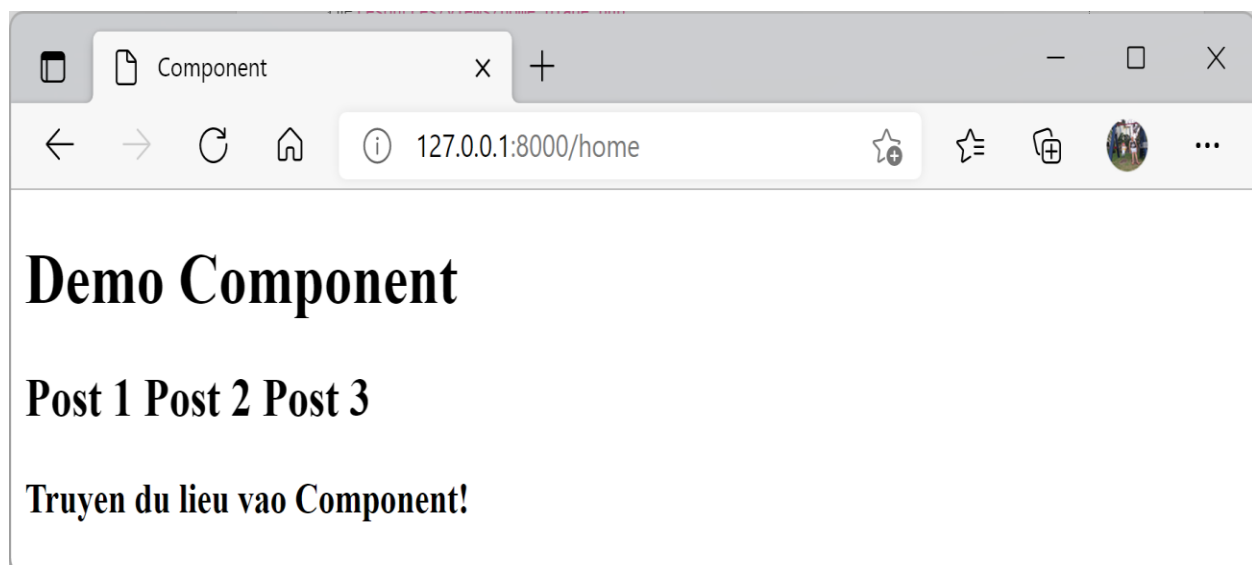 Component
127.0.0.1:8000/home
Demo Component
Post 1 Post 2 Post 3
Truyen du lieu vao Component!